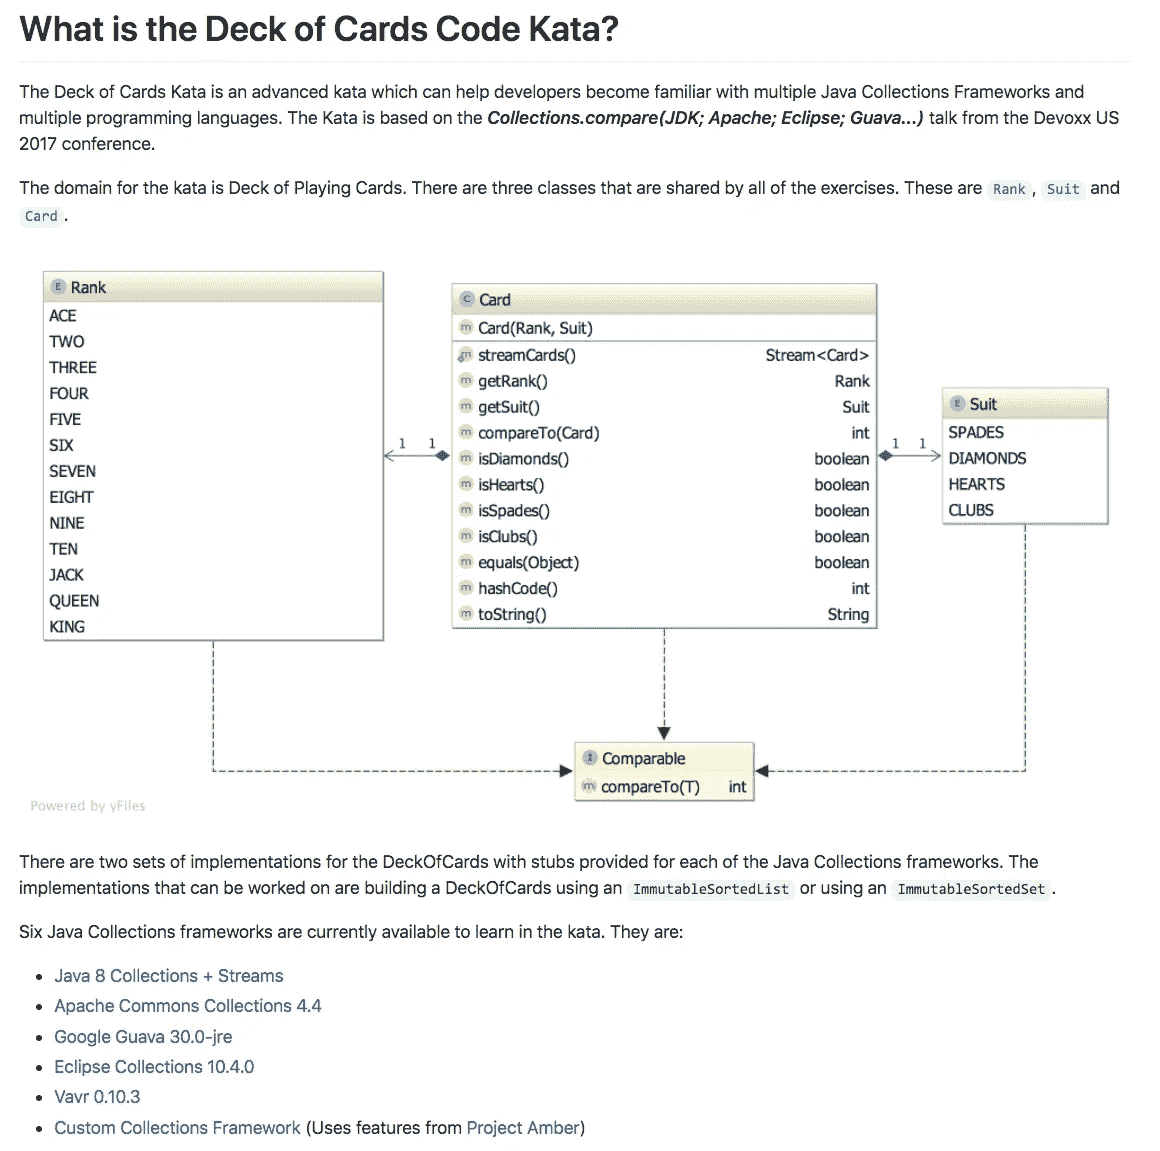 What is the Deck of Cards Code Kata?
The Deck of Cards Kata is an advanced kata which can help developers become familiar with multiple Java Collections Frameworks and
multiple programming languages. The Kata is based on the Collections.compare(JDK; Apache; Eclipse; Guava...) talk from the Devoxx US
2017 conference.
The domain for the kata is Deck of Playing Cards. There are three classes that are shared by all of the exercises. These are Rank , Suit and
Card .
E Rank
ACE
TWO
THREE
FOUR
FIVE
SIX
SEVEN
EIGHT
NINE
TEN
JACK
QUEEN
KING
1 1
C Card
m Card(Rank, Suit)
m streamCards() Stream<Card>
m getRank() Rank
m getSuit() Suit
m compareTo(Card) int
m isDiamonds() boolean
m isHearts() boolean
m isSpades() boolean
m isClubs() boolean
m equals(Object) boolean
m hashCode() int
m toString() String
1 1
E Suit
SPADES
DIAMONDS
HEARTS
CLUBS
I Comparable
m compareTo(T) int
Powered by yFiles
There are two sets of implementations for the DeckOfCards with stubs provided for each of the Java Collections frameworks. The
implementations that can be worked on are building a DeckOfCards using an ImmutableSortedList or using an ImmutableSortedSet .
Six Java Collections frameworks are currently available to learn in the kata. They are:
• Java 8 Collections + Streams
• Apache Commons Collections 4.4
• Google Guava 30.0-jre
• Eclipse Collections 10.4.0
• Vavr 0.10.3
• Custom Collections Framework (Uses features from Project Amber)